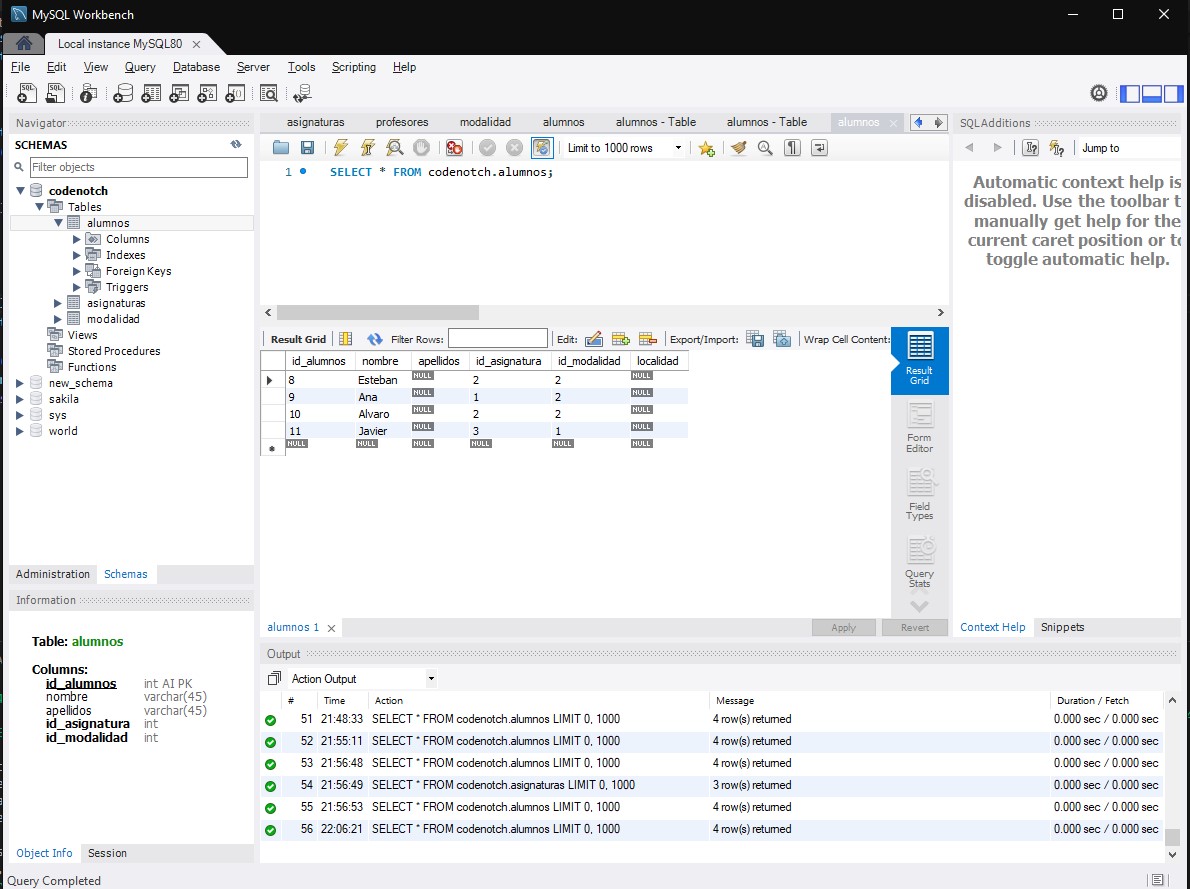 MySQL Workbench
Local instance MySQL80
File Edit View Query Database Server Tools Scripting Help
Navigator
SCHEMAS
Filter objects
codenotch
Tables
alumnos
Columns
Indexes
Foreign Keys
Triggers
asignaturas
modalidad
Views
Stored Procedures
Functions
new_schema
sakila
sys
world
Administration Schemas
Information
Table: alumnos
Columns:
id_alumnos int AI PK
nombre varchar(45)
apellidos varchar(45)
id_asignatura int
id_modalidad int
Object Info Session
asignaturas profesores modalidad alumnos alumnos - Table alumnos - Table alumnos
Limit to 1000 rows
1 SELECT * FROM codenotch.alumnos;
Result Grid Filter Rows: Edit: Export/Import: Wrap Cell Content:
id_alumnos nombre apellidos id_asignatura id_modalidad localidad
8 Esteban NULL 2 2 NULL
9 Ana NULL 1 2 NULL
10 Alvaro NULL 2 2 NULL
11 Javier NULL 3 1 NULL
NULL NULL NULL NULL NULL NULL
Result
Grid
Form
Editor
Field
Types
Query
Stats
alumnos 1 Apply Revert
SQLAdditions
Jump to
Automatic context help is
disabled. Use the toolbar t
manually get help for the
current caret position or to
toggle automatic help.
Context Help Snippets
Output
Action Output
# Time Action Message Duration / Fetch
51 21:48:33 SELECT * FROM codenotch.alumnos LIMIT 0, 1000 4 row(s) returned 0.000 sec / 0.000 sec
52 21:55:11 SELECT * FROM codenotch.alumnos LIMIT 0, 1000 4 row(s) returned 0.000 sec / 0.000 sec
53 21:56:48 SELECT * FROM codenotch.alumnos LIMIT 0, 1000 4 row(s) returned 0.000 sec / 0.000 sec
54 21:56:49 SELECT * FROM codenotch.asignaturas LIMIT 0, 1000 3 row(s) returned 0.000 sec / 0.000 sec
55 21:56:53 SELECT * FROM codenotch.alumnos LIMIT 0, 1000 4 row(s) returned 0.000 sec / 0.000 sec
56 22:06:21 SELECT * FROM codenotch.alumnos LIMIT 0, 1000 4 row(s) returned 0.000 sec / 0.000 sec
Query Completed